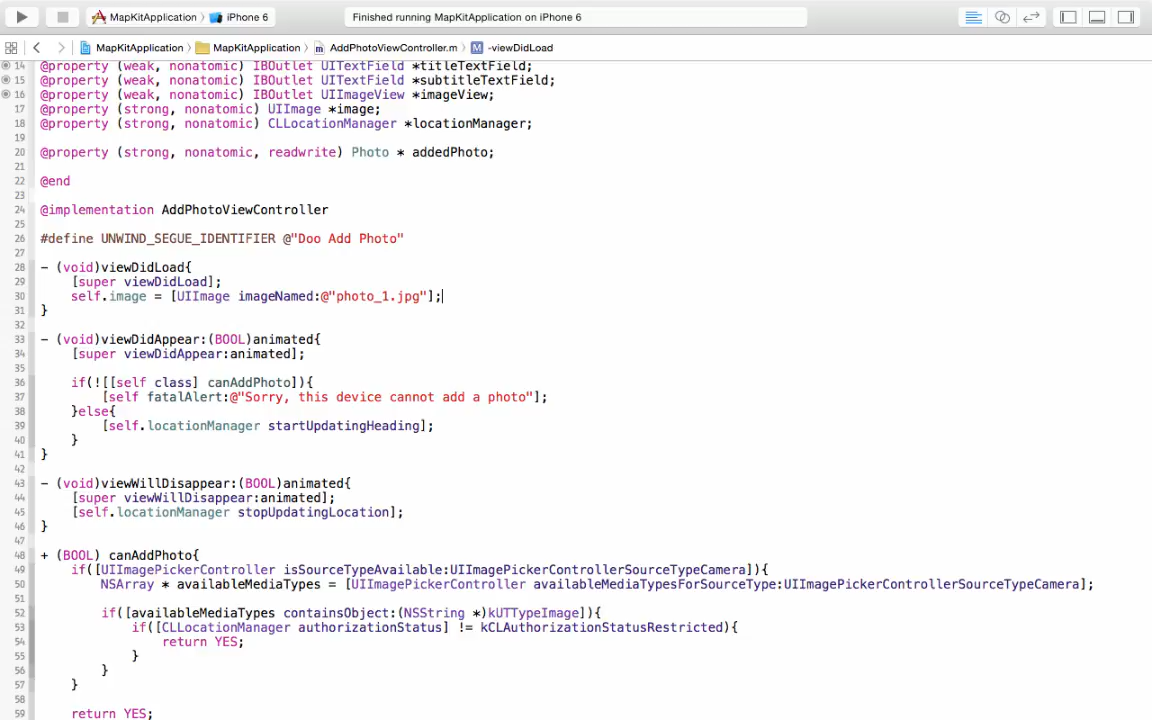 MapKitApplication iPhone 6 Finished running MapKitApplication on iPhone 6
MapKitApplication MapKitApplication AddPhotoViewController.m M -viewDidLoad
14 @property (weak, nonatomic) IBOutlet UITextField *titleTextField;
15 @property (weak, nonatomic) IBOutlet UITextField *subtitleTextField;
16 @property (weak, nonatomic) IBOutlet UIImageView *imageView;
17 @property (strong, nonatomic) UIImage *image;
18 @property (strong, nonatomic) CLLocationManager *locationManager;
19
20 @property (strong, nonatomic, readwrite) Photo * addedPhoto;
21
22 @end
23
24 @implementation AddPhotoViewController
25
26 #define UNWIND_SEGUE_IDENTIFIER @"Doo Add Photo"
27
28 - (void)viewDidLoad{
29 [super viewDidLoad];
30 self.image = [UIImage imageNamed:@"photo_1.jpg"];
31 }
32
33 - (void)viewDidAppear:(BOOL)animated{
34 [super viewDidAppear:animated];
35
36 if(![[self class] canAddPhoto]){
37 [self fatalAlert:@"Sorry, this device cannot add a photo"];
38 }else{
39 [self.locationManager startUpdatingHeading];
40 }
41 }
42
43 - (void)viewWillDisappear:(BOOL)animated{
44 [super viewWillDisappear:animated];
45 [self.locationManager stopUpdatingLocation];
46 }
47
48 + (BOOL) canAddPhoto{
49 if([UIImagePickerController isSourceTypeAvailable:UIImagePickerControllerSourceTypeCamera]){
50 NSArray * availableMediaTypes = [UIImagePickerController availableMediaTypesForSourceType:UIImagePickerControllerSourceTypeCamera];
51
52 if([availableMediaTypes containsObject:(NSString *)kUTTypeImage]){
53 if([CLLocationManager authorizationStatus] != kCLAuthorizationStatusRestricted){
54 return YES;
55 }
56 }
57 }
58
59 return YES;